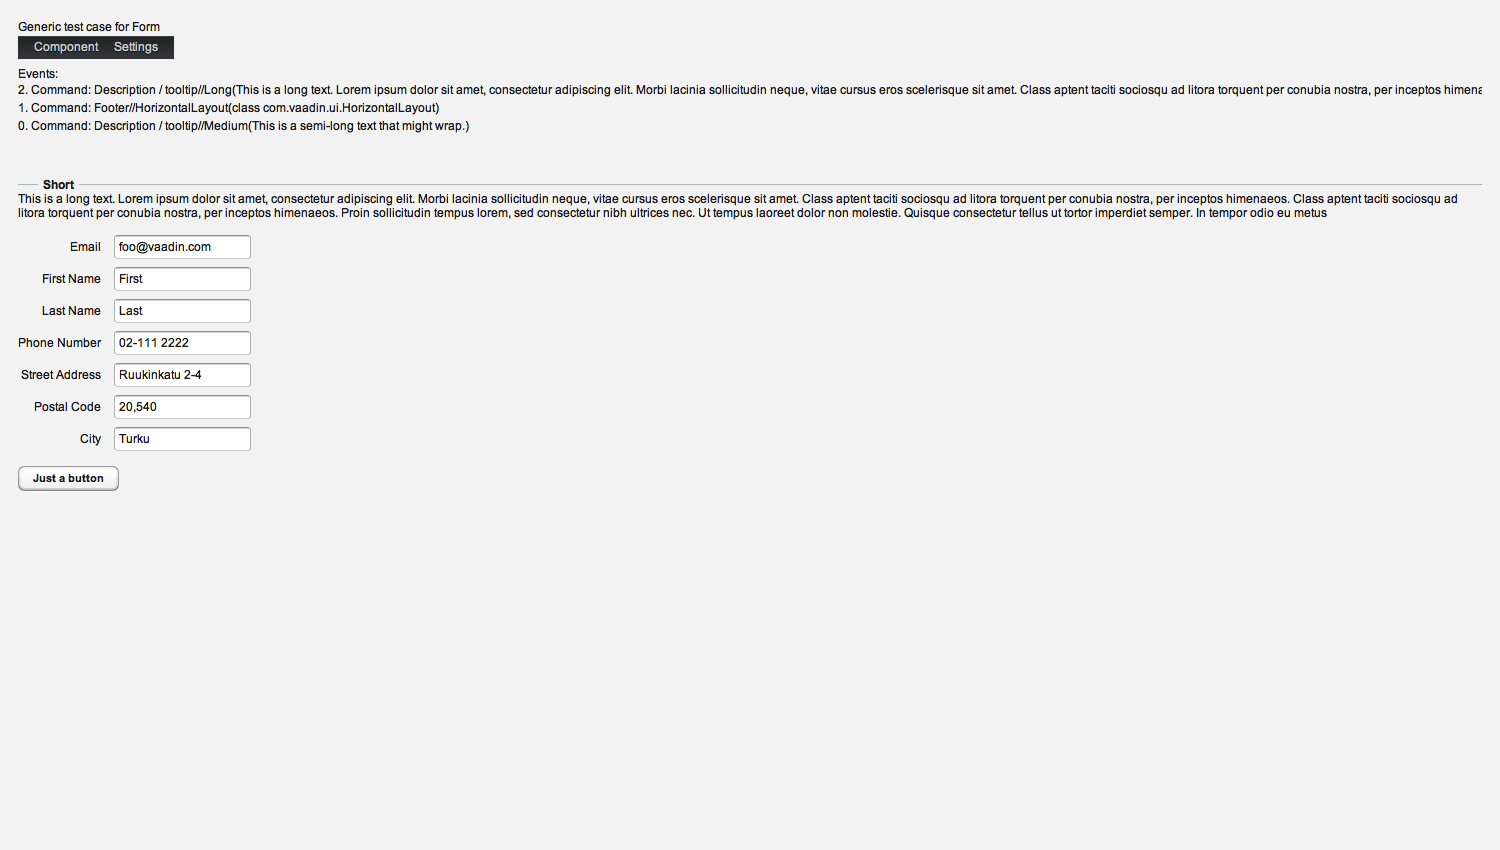 Generic test case for Form
Component Settings
Events:
2. Command: Description / tooltip//Long(This is a long text. Lorem ipsum dolor sit amet, consectetur adipiscing elit. Morbi lacinia sollicitudin neque, vitae cursus eros scelerisque sit amet. Class aptent taciti sociosqu ad litora torquent per conubia nostra, per inceptos himena
1. Command: Footer//HorizontalLayout(class com.vaadin.ui.HorizontalLayout)
0. Command: Description / tooltip//Medium(This is a semi-long text that might wrap.)
Short
This is a long text. Lorem ipsum dolor sit amet, consectetur adipiscing elit. Morbi lacinia sollicitudin neque, vitae cursus eros scelerisque sit amet. Class aptent taciti sociosqu ad litora torquent per conubia nostra, per inceptos himenaeos. Class aptent taciti sociosqu ad
litora torquent per conubia nostra, per inceptos himenaeos. Proin sollicitudin tempus lorem, sed consectetur nibh ultrices nec. Ut tempus laoreet dolor non molestie. Quisque consectetur tellus ut tortor imperdiet semper. In tempor odio eu metus
Email foo@vaadin.com
First Name First
Last Name Last
Phone Number 02-111 2222
Street Address Ruukinkatu 2-4
Postal Code 20,540
City Turku
Just a button